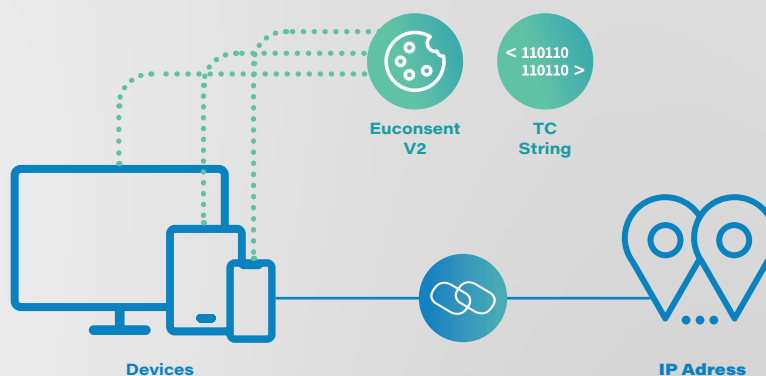 < 110110
110110 >
Euconsent
V2
TC
String
Devices
IP Adress